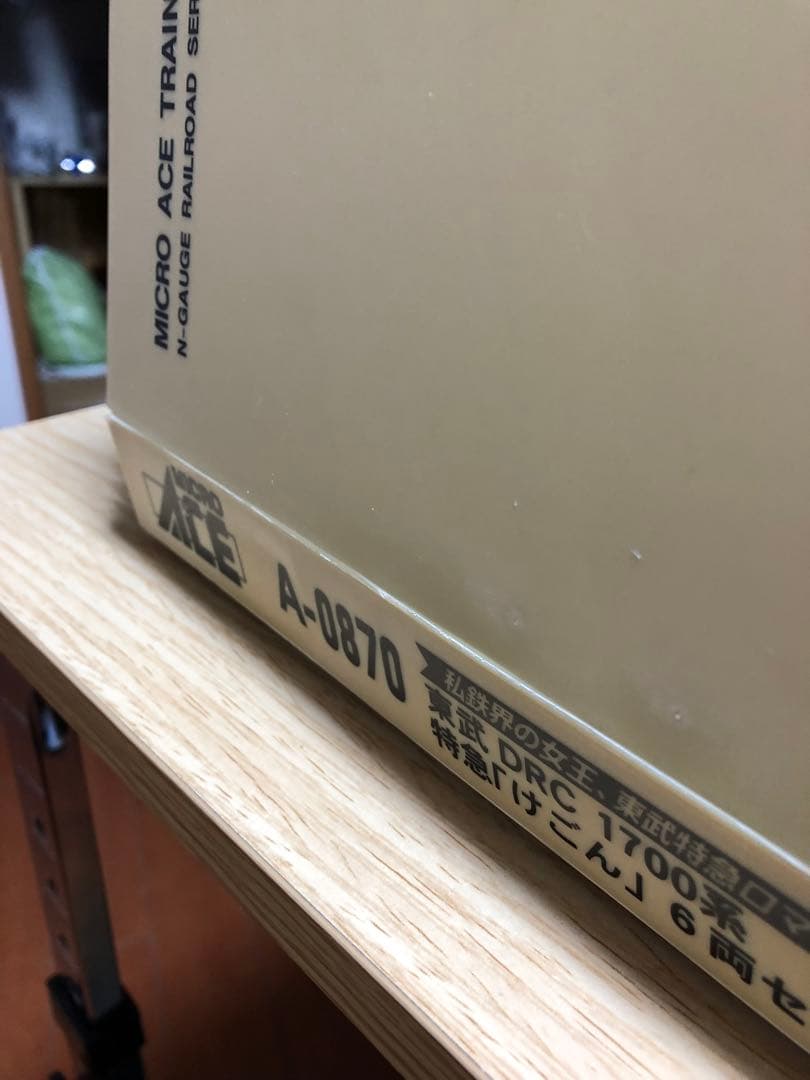 MICRO ACE TRAIN
N-GAUGE RAILROAD SER
MICRO
ACE
A-0870
私鉄界の女王、東武特急ロマ
東武 DRC 1700系
特急「けごん」 6両セ